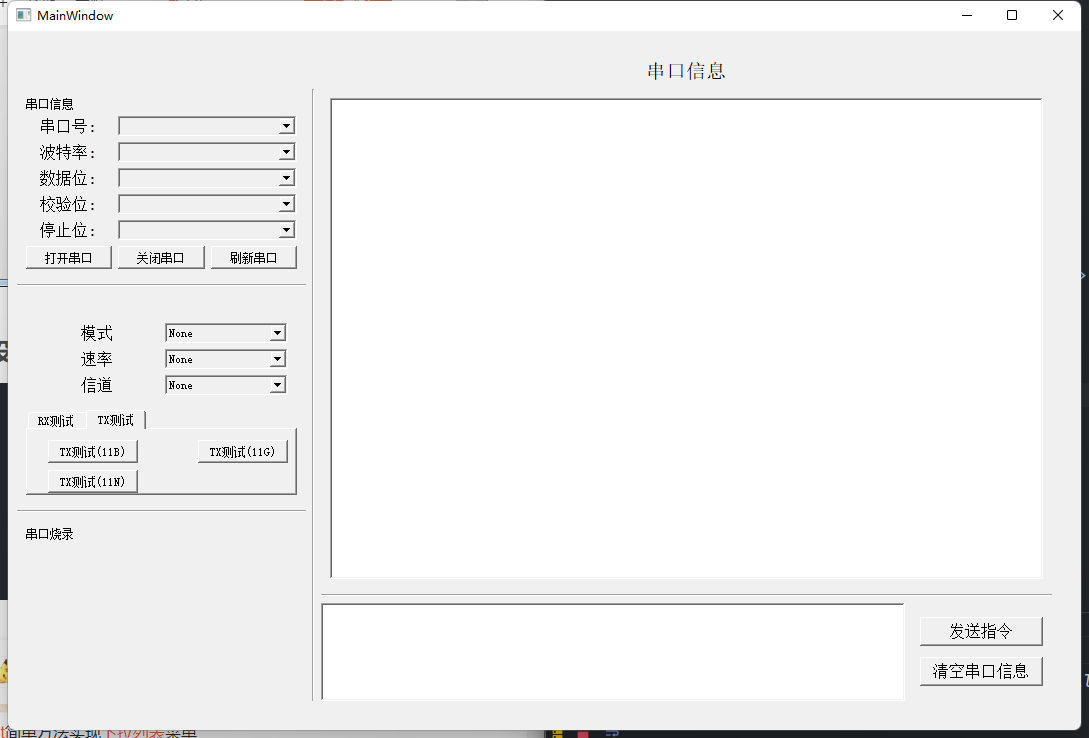 MainWindow
串口信息
串口信息
串口号：
波特率：
数据位：
校验位：
停止位：
打开串口 关闭串口 刷新串口
模式 None
速率 None
信道 None
RX测试 TX测试
TX测试(11B) TX测试(11G)
TX测试(11N)
串口烧录
发送指令
清空串口信息